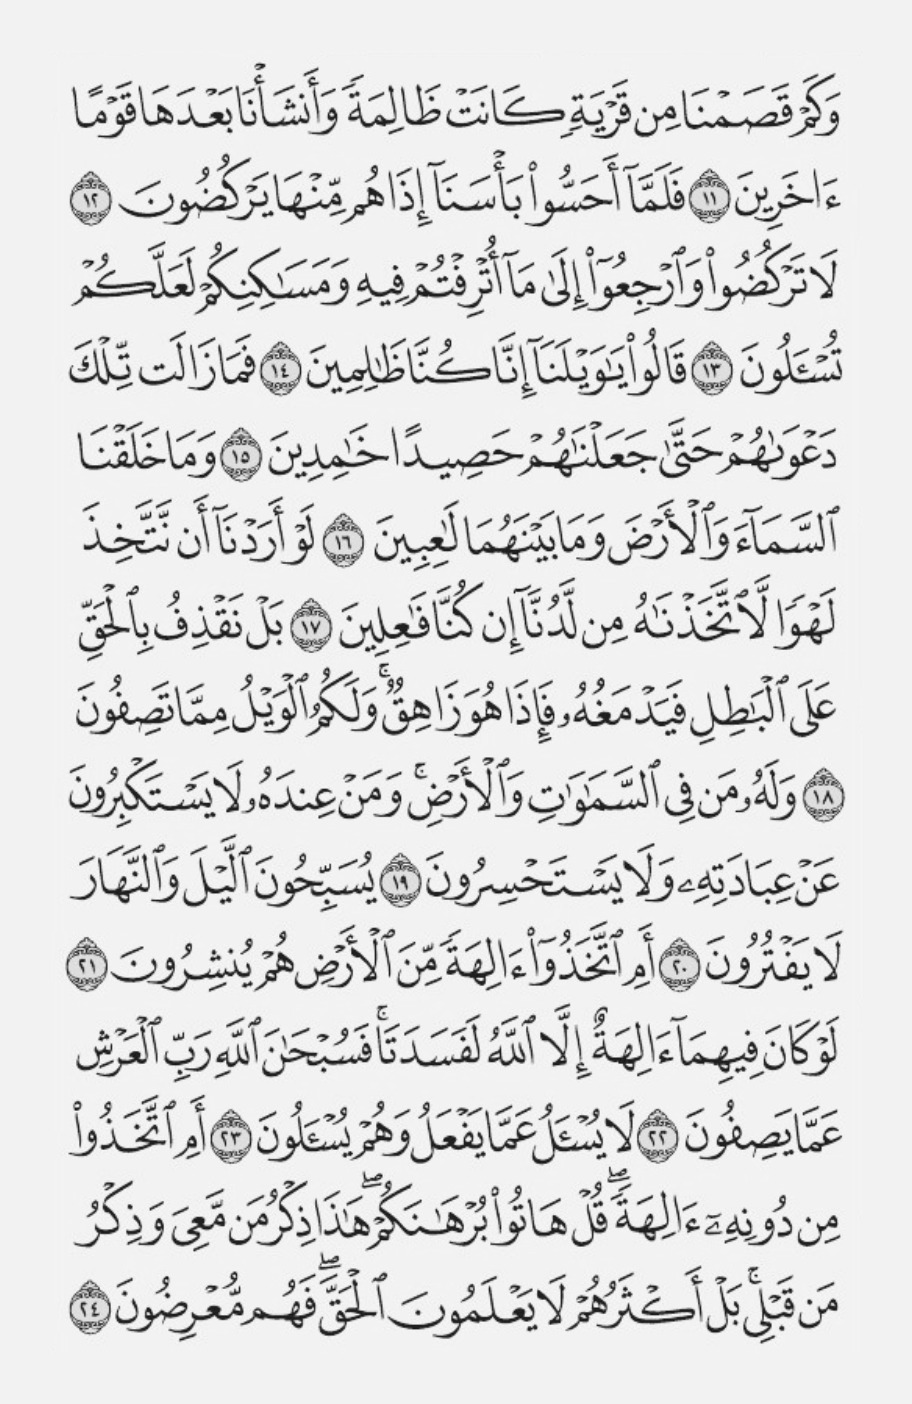 وَكَمْ قَصَمْنَا مِن قَرْيَةٍ كَانَتْ ظَالِمَةً وَأَنشَأْنَا بَعْدَهَا قَوْمًا
ءَاخَرِينَ ١١ فَلَمَّآ أَحَسُّوا۟ بَأْسَنَآ إِذَا هُم مِّنْهَا يَرْكُضُونَ ١٢
لَا تَرْكُضُوا۟ وَٱرْجِعُوٓا۟ إِلَىٰ مَآ أُتْرِفْتُمْ فِيهِ وَمَسَـٰكِنِكُمْ لَعَلَّكُمْ
تُسْـَٔلُونَ ١٣ قَالُوا۟ يَـٰوَيْلَنَآ إِنَّا كُنَّا ظَـٰلِمِينَ ١٤ فَمَا زَالَت تِّلْكَ
دَعْوَىٰهُمْ حَتَّىٰ جَعَلْنَـٰهُمْ حَصِيدًا خَـٰمِدِينَ ١٥ وَمَا خَلَقْنَا
ٱلسَّمَآءَ وَٱلْأَرْضَ وَمَا بَيْنَهُمَا لَـٰعِبِينَ ١٦ لَوْ أَرَدْنَآ أَن نَّتَّخِذَ
لَهْوًا لَّٱتَّخَذْنَـٰهُ مِن لَّدُنَّآ إِن كُنَّا فَـٰعِلِينَ ١٧ بَلْ نَقْذِفُ بِٱلْحَقِّ
عَلَى ٱلْبَـٰطِلِ فَيَدْمَغُهُۥ فَإِذَا هُوَ زَاهِقٌ ۚ وَلَكُمُ ٱلْوَيْلُ مِمَّا تَصِفُونَ
١٨ وَلَهُۥ مَن فِى ٱلسَّمَـٰوَٰتِ وَٱلْأَرْضِ ۚ وَمَنْ عِندَهُۥ لَا يَسْتَكْبِرُونَ
عَنْ عِبَادَتِهِۦ وَلَا يَسْتَحْسِرُونَ ١٩ يُسَبِّحُونَ ٱلَّيْلَ وَٱلنَّهَارَ
لَا يَفْتُرُونَ ٢٠ أَمِ ٱتَّخَذُوٓا۟ ءَالِهَةً مِّنَ ٱلْأَرْضِ هُمْ يُنشِرُونَ ٢١
لَوْ كَانَ فِيهِمَآ ءَالِهَةٌ إِلَّا ٱللَّهُ لَفَسَدَتَا ۚ فَسُبْحَـٰنَ ٱللَّهِ رَبِّ ٱلْعَرْشِ
عَمَّا يَصِفُونَ ٢٢ لَا يُسْـَٔلُ عَمَّا يَفْعَلُ وَهُمْ يُسْـَٔلُونَ ٢٣ أَمِ ٱتَّخَذُوا۟
مِن دُونِهِۦٓ ءَالِهَةً ۖ قُلْ هَاتُوا۟ بُرْهَـٰنَكُمْ ۖ هَـٰذَا ذِكْرُ مَن مَّعِىَ وَذِكْرُ
مَن قَبْلِى ۚ بَلْ أَكْثَرُهُمْ لَا يَعْلَمُونَ ٱلْحَقَّ ۖ فَهُم مُّعْرِضُونَ ٢٤